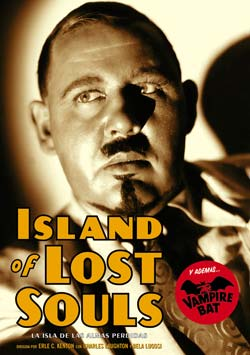 ISLAND
of LOST
SOULS
Y ADEMÁS...
VAMPIRE
BAT
LA ISLA DE LAS ALMAS PERDIDAS
DIRIGIDA POR ERLE C. KENTON CON CHARLES LAUGHTON · BELA LUGOSI